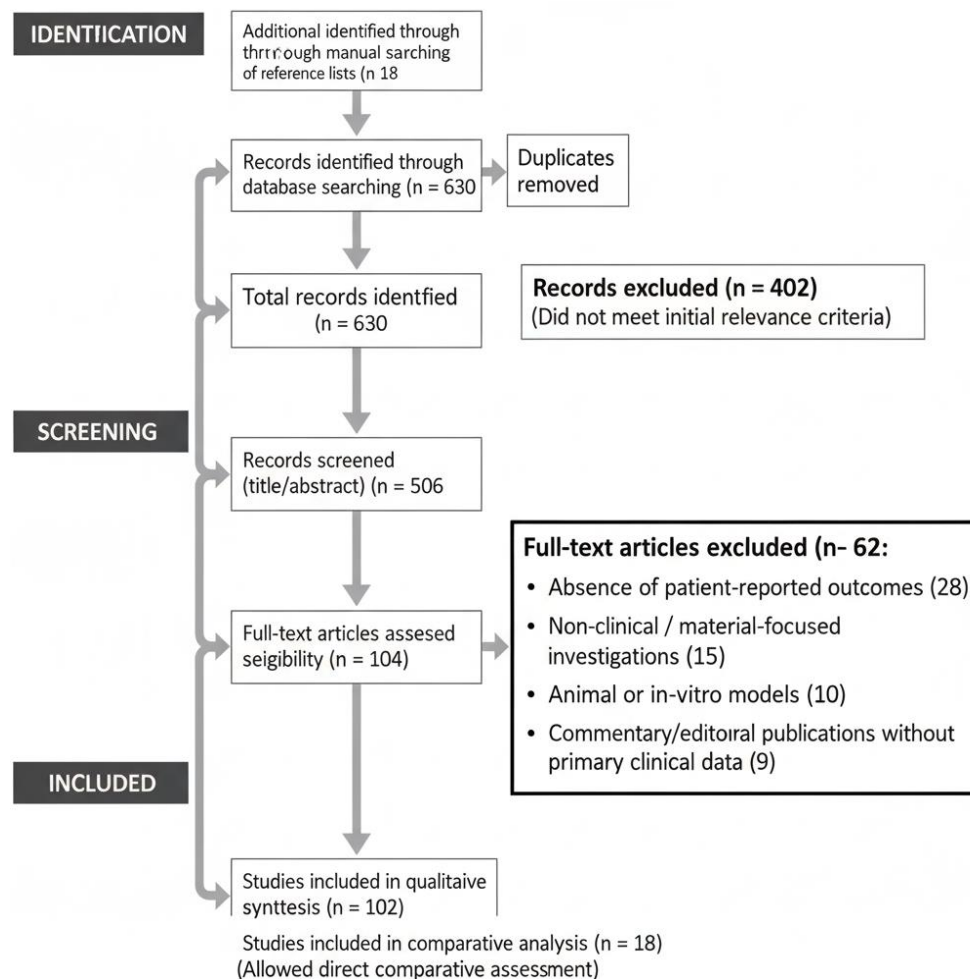 IDENTIFICATION
Additional identified through
through manual sarching
of reference lists (n 18
Records identified through
database searching (n = 630
Duplicates
removed
Total records identfied
(n = 630
Records excluded (n = 402)
(Did not meet initial relevance criteria)
SCREENING
Records screened
(title/abstract) (n = 506
Full-text articles excluded (n- 62:
• Absence of patient-reported outcomes (28)
• Non-clinical / material-focused
investigations (15)
• Animal or in-vitro models (10)
• Commentary/editoral publications without
primary clinical data (9)
Full-text articles assesed
seigibility (n = 104)
INCLUDED
Studies included in qualitaive
synttesis (n = 102)
Studies included in comparative analysis (n = 18)
(Allowed direct comparative assessment)